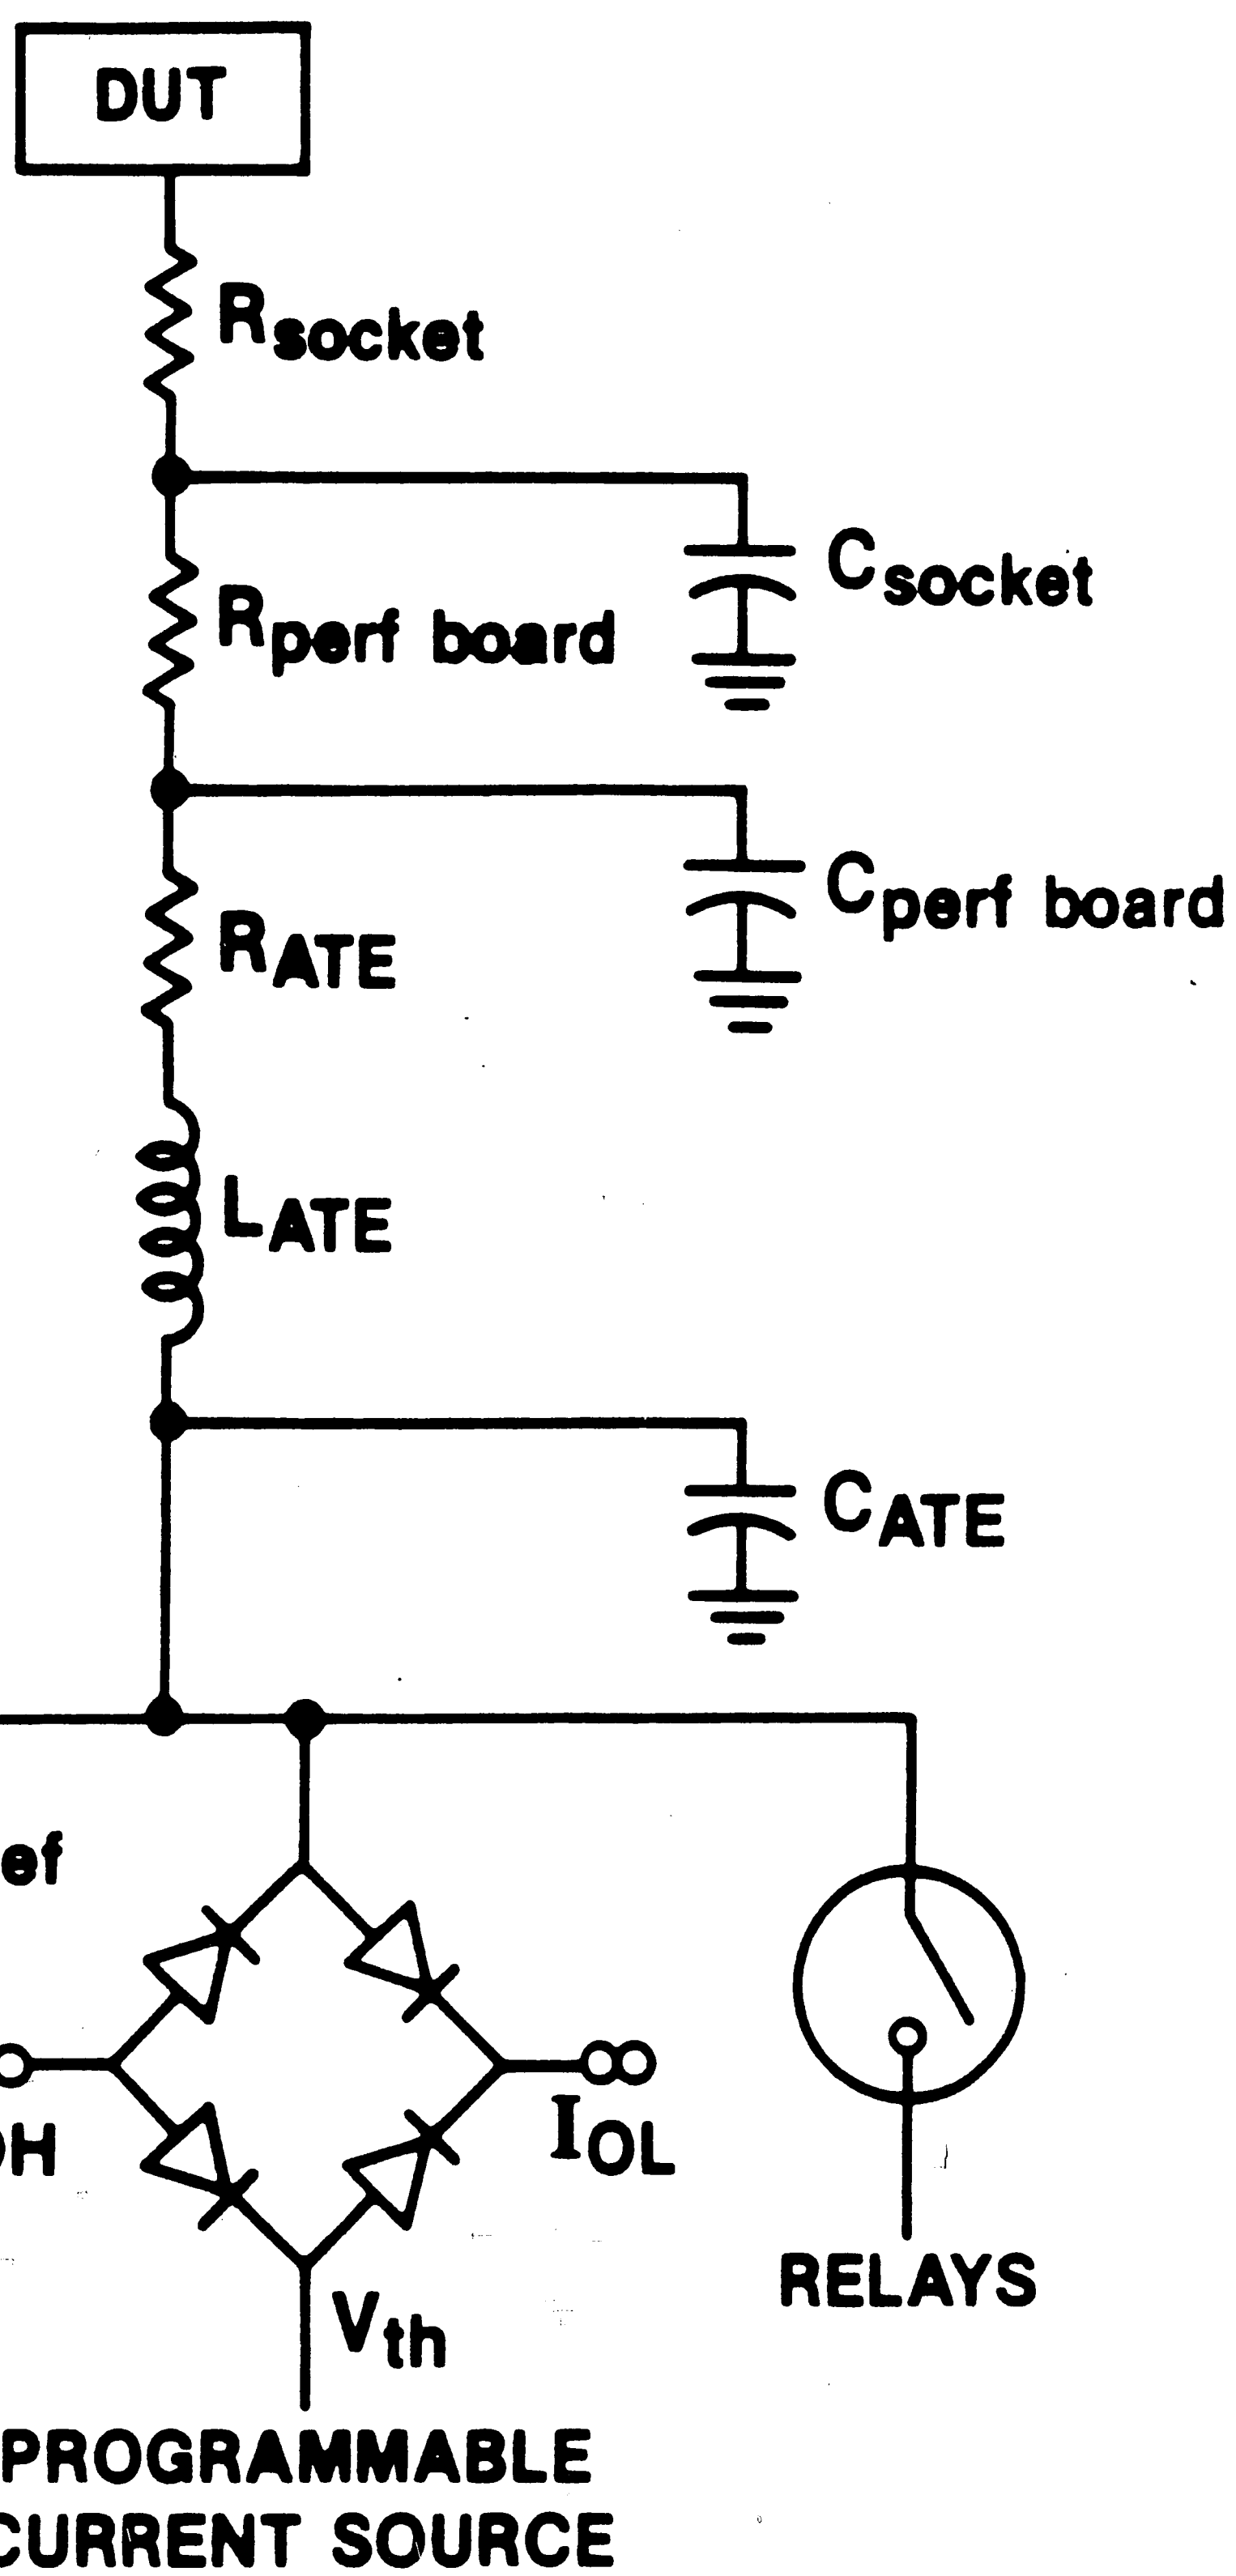 DUT
Rsocket
Csocket
Rperf board
Cperf board
RATE
LATE
CATE
ef
OH
IOL
RELAYS
Vth
PROGRAMMABLE
CURRENT SOURCE